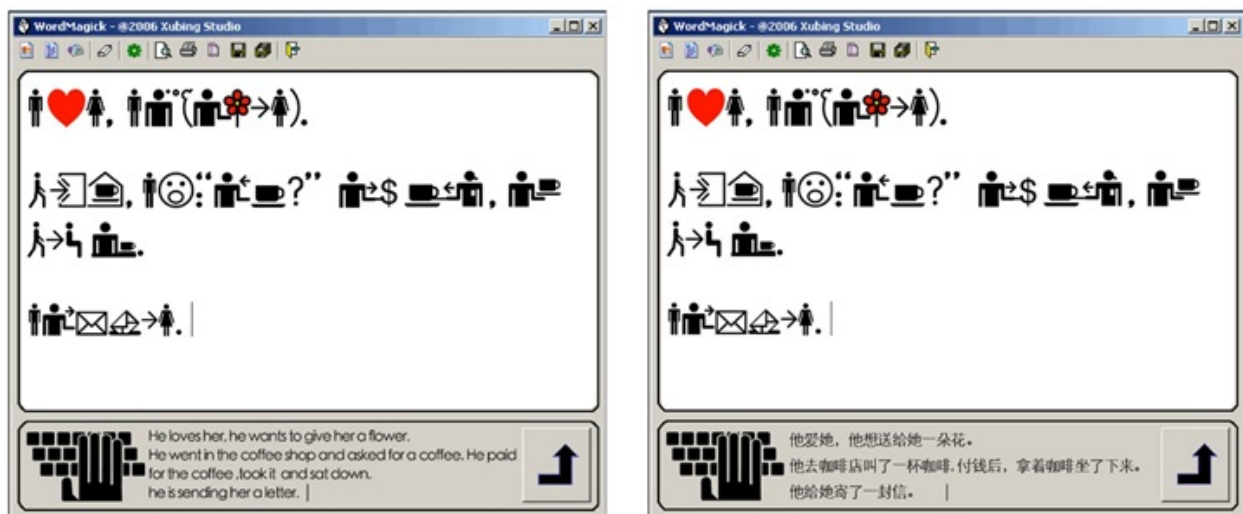 WordMagick - @2006 Xubing Studio
, ( → ).
→ , :" ← ?" →$ ← ,
→ .
→ .
He loves her, he wants to give her a flower.
He went in the coffee shop and asked for a coffee. He paid
for the coffee ,took it and sat down.
he is sending her a letter.
WordMagick - @2006 Xubing Studio
, ( → ).
→ , :" ← ?" →$ ← ,
→ .
→ .
他爱她，他想送给她一朵花。
他去咖啡店叫了一杯咖啡.付钱后，拿着咖啡坐了下来。
他给她寄了一封信。